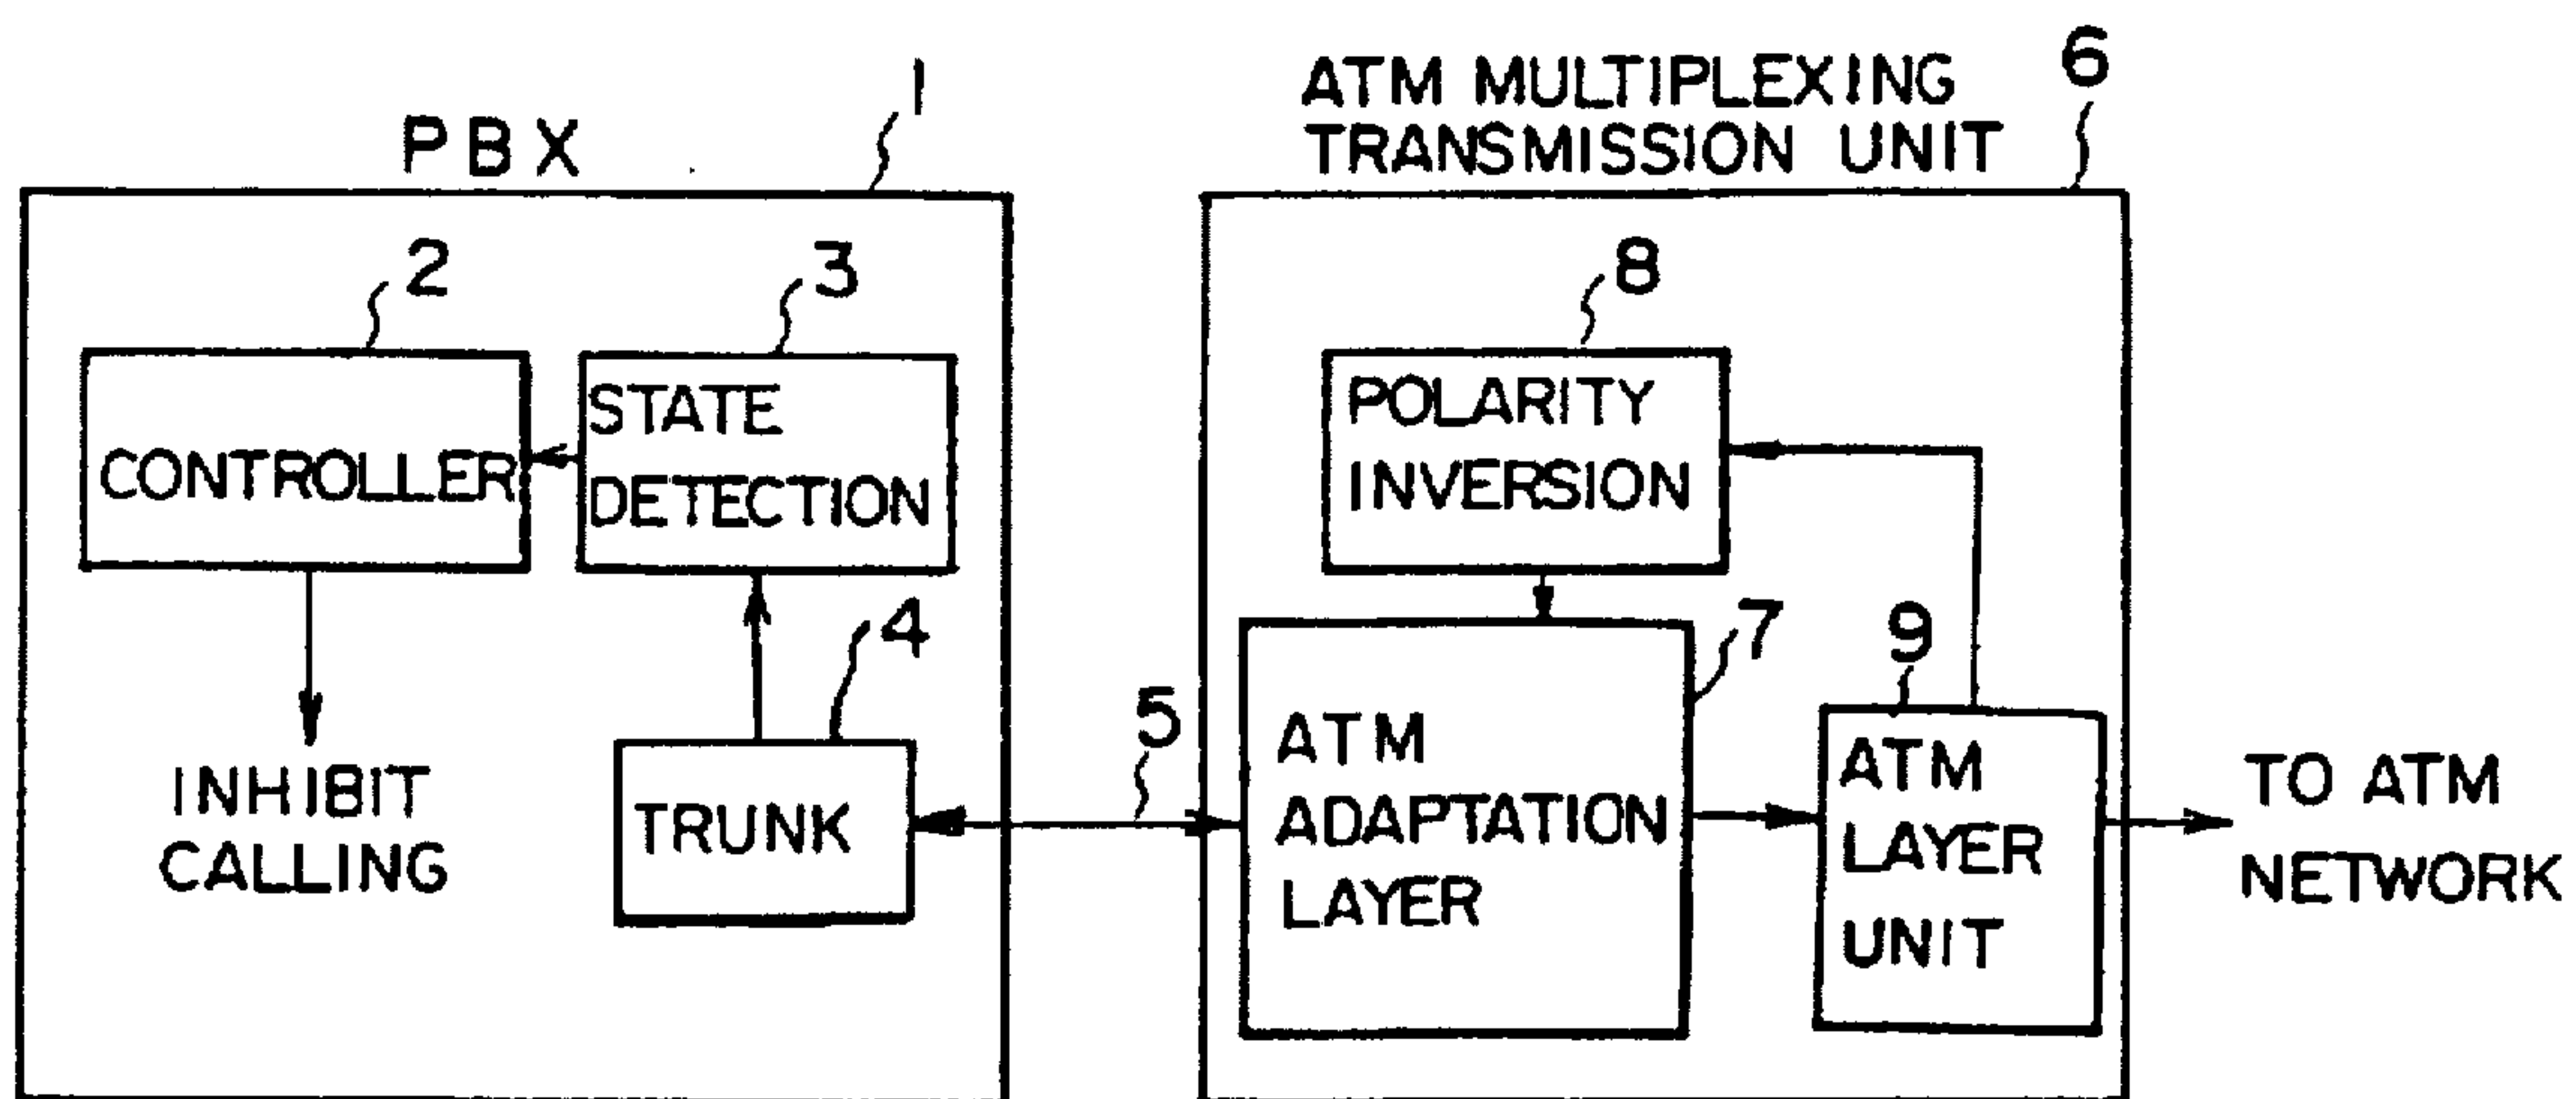 PBX
1
ATM MULTIPLEXING
TRANSMISSION UNIT
6
2
CONTROLLER
3
STATE
DETECTION
INHIBIT
CALLING
4
TRUNK
5
8
POLARITY
INVERSION
7
ATM
ADAPTATION
LAYER
9
ATM
LAYER
UNIT
TO ATM
NETWORK